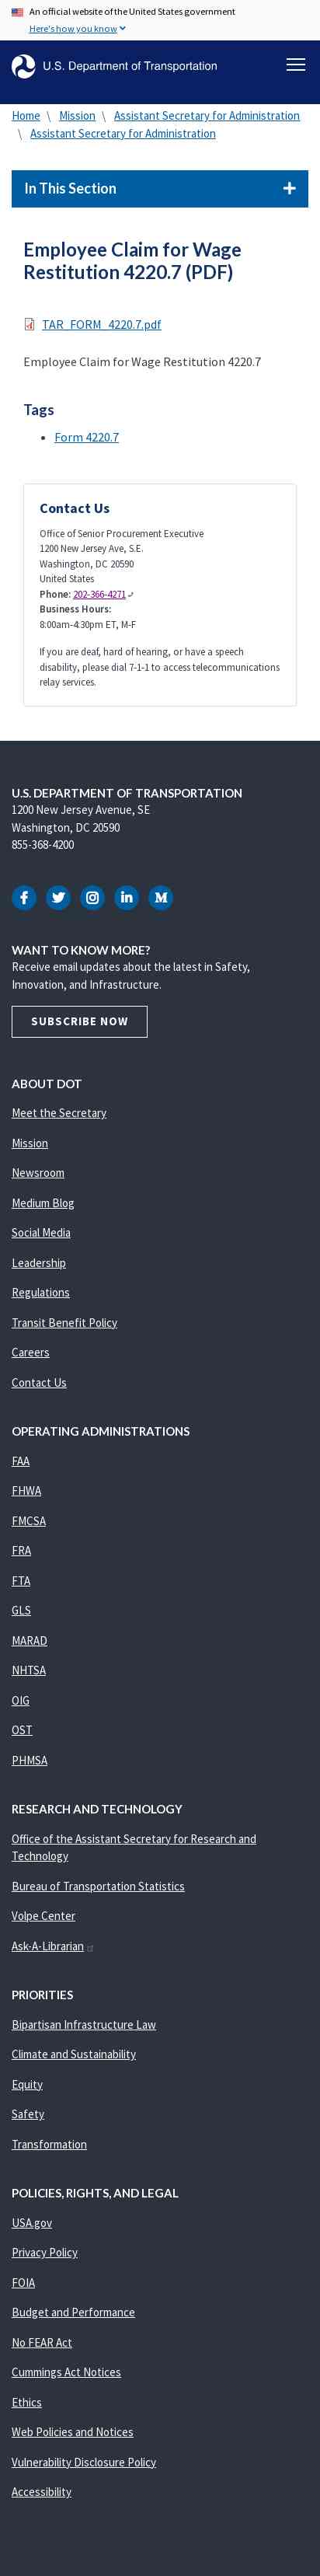 An official website of the United States government
Here's how you know
U.S. Department of Transportation
Home \ Mission \ Assistant Secretary for Administration
\ Assistant Secretary for Administration
In This Section
Employee Claim for Wage
Restitution 4220.7 (PDF)
TAR_FORM_4220.7.pdf
Employee Claim for Wage Restitution 4220.7
Tags
• Form 4220.7
Contact Us
Office of Senior Procurement Executive
1200 New Jersey Ave, S.E.
Washington, DC 20590
United States
Phone: 202-366-4271
Business Hours:
8:00am-4:30pm ET, M-F
If you are deaf, hard of hearing, or have a speech
disability, please dial 7-1-1 to access telecommunications
relay services.
U.S. DEPARTMENT OF TRANSPORTATION
1200 New Jersey Avenue, SE
Washington, DC 20590
855-368-4200
WANT TO KNOW MORE?
Receive email updates about the latest in Safety,
Innovation, and Infrastructure.
SUBSCRIBE NOW
ABOUT DOT
Meet the Secretary
Mission
Newsroom
Medium Blog
Social Media
Leadership
Regulations
Transit Benefit Policy
Careers
Contact Us
OPERATING ADMINISTRATIONS
FAA
FHWA
FMCSA
FRA
FTA
GLS
MARAD
NHTSA
OIG
OST
PHMSA
RESEARCH AND TECHNOLOGY
Office of the Assistant Secretary for Research and
Technology
Bureau of Transportation Statistics
Volpe Center
Ask-A-Librarian
PRIORITIES
Bipartisan Infrastructure Law
Climate and Sustainability
Equity
Safety
Transformation
POLICIES, RIGHTS, AND LEGAL
USA.gov
Privacy Policy
FOIA
Budget and Performance
No FEAR Act
Cummings Act Notices
Ethics
Web Policies and Notices
Vulnerability Disclosure Policy
Accessibility